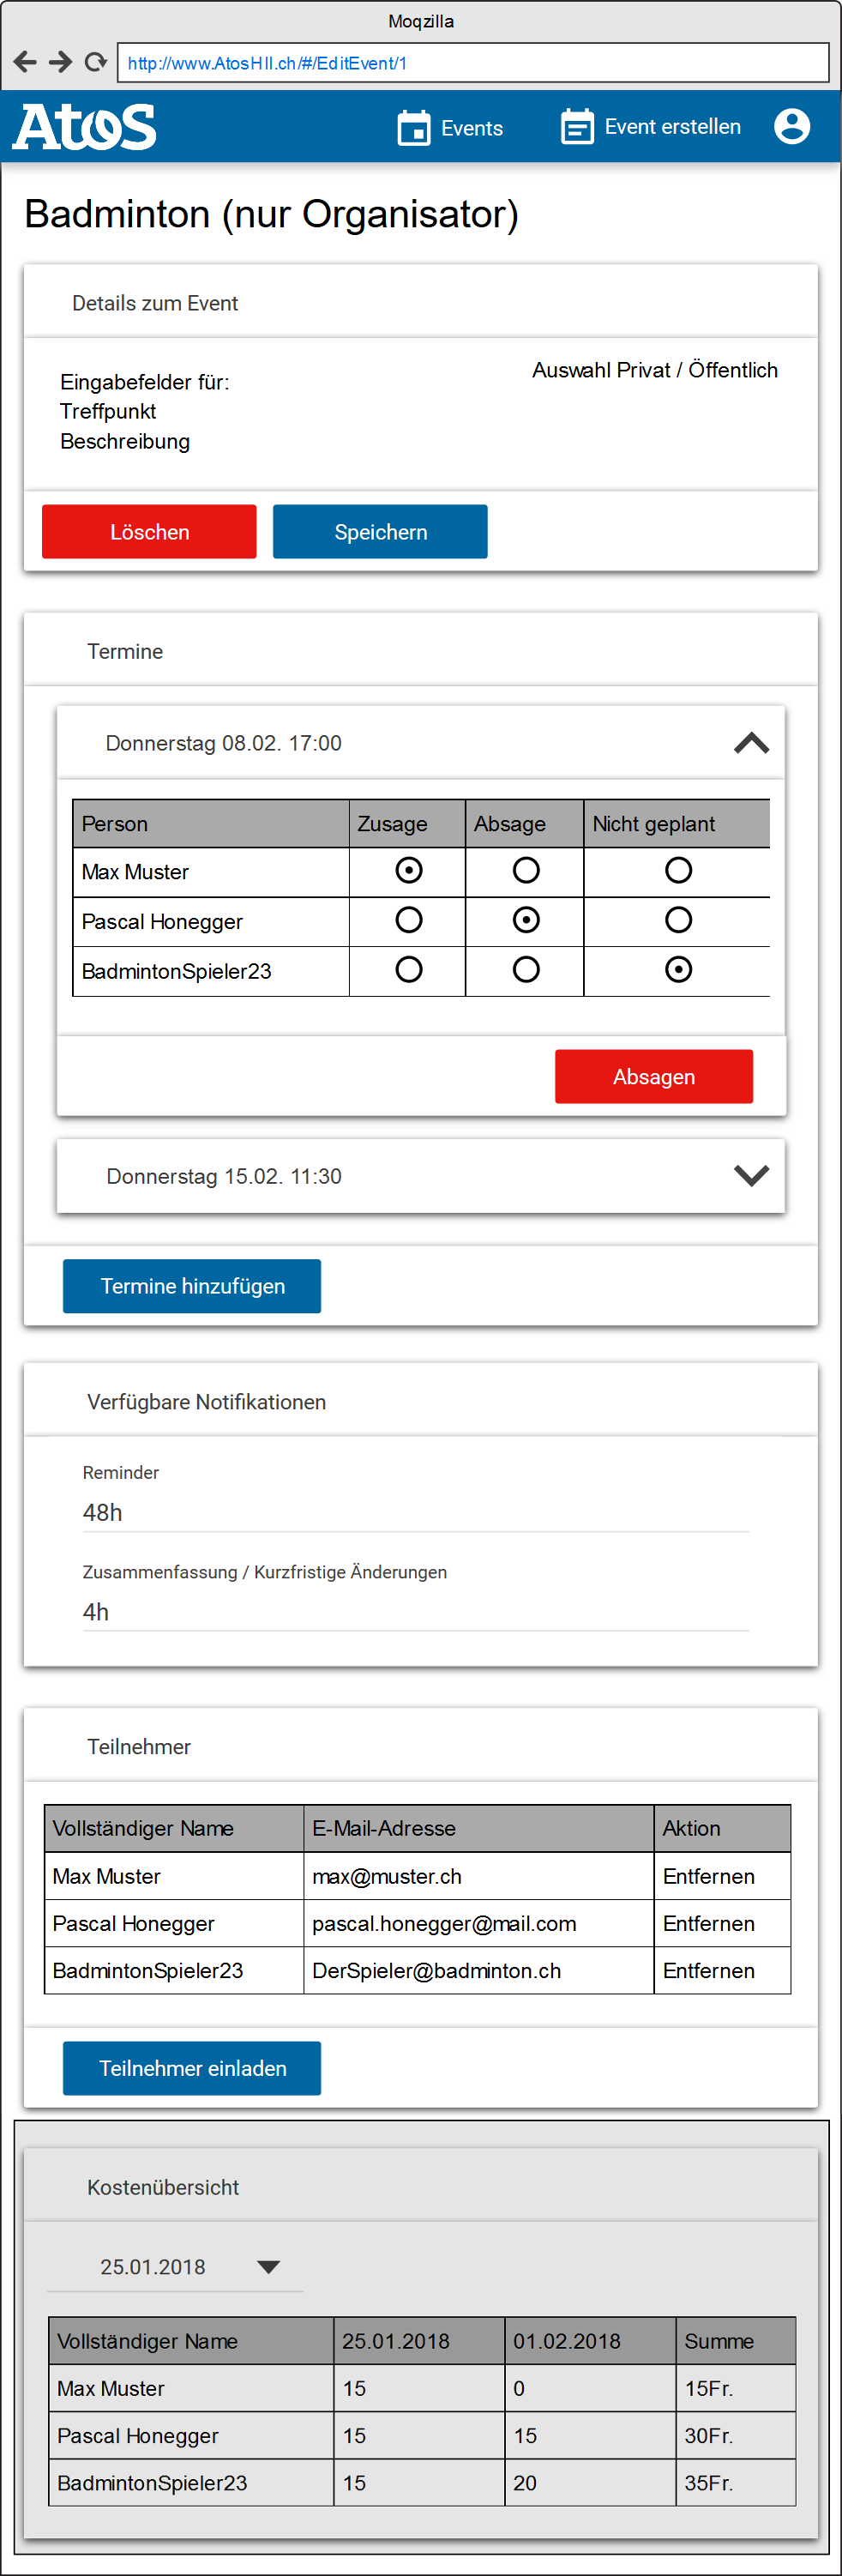 Moqzilla
http://www.AtosHII.ch/#/EditEvent/1
Atos
Events
Event erstellen
Badminton (nur Organisator)
Details zum Event
Auswahl Privat / Öffentlich
Eingabefelder für:
Treffpunkt
Beschreibung
Löschen Speichern
Termine
Donnerstag 08.02. 17:00
Person Zusage Absage Nicht geplant
Max Muster
Pascal Honegger
BadmintonSpieler23
Absagen
Donnerstag 15.02. 11:30
Termine hinzufügen
Verfügbare Notifikationen
Reminder
48h
Zusammenfassung / Kurzfristige Änderungen
4h
Teilnehmer
Vollständiger Name E-Mail-Adresse Aktion
Max Muster max@muster.ch Entfernen
Pascal Honegger pascal.honegger@mail.com Entfernen
BadmintonSpieler23 DerSpieler@badminton.ch Entfernen
Teilnehmer einladen
Kostenübersicht
25.01.2018
Vollständiger Name 25.01.2018 01.02.2018 Summe
Max Muster 15 0 15Fr.
Pascal Honegger 15 15 30Fr.
BadmintonSpieler23 15 20 35Fr.